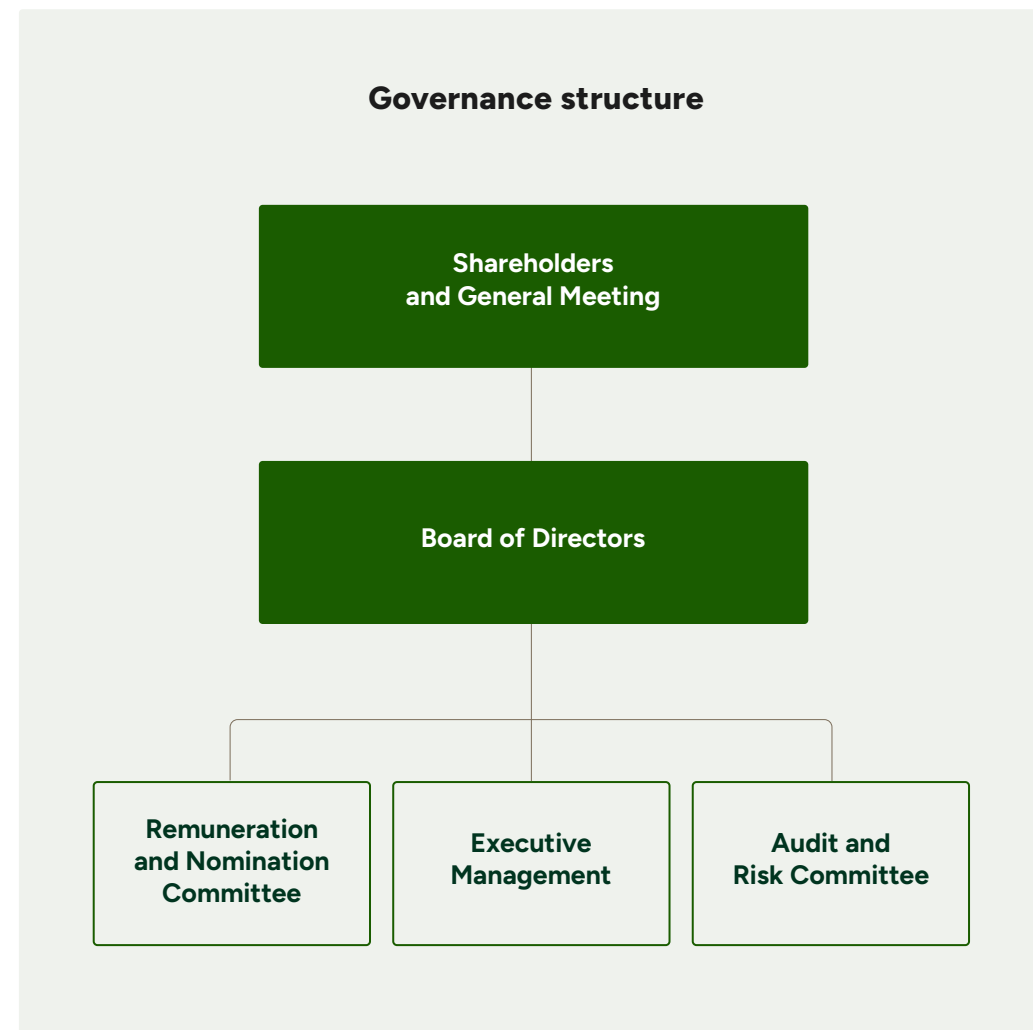 Governance structure
Shareholders
and General Meeting
Board of Directors
Remuneration
and Nomination
Committee
Executive
Management
Audit and
Risk Committee